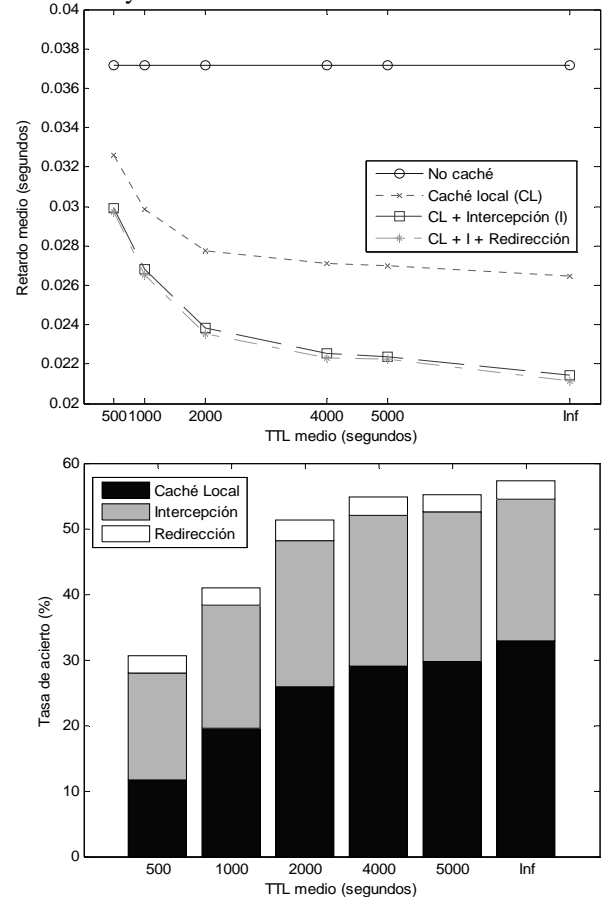 0.04
0.038
0.036
0.034
0.032
0.03
0.028
0.026
0.024
0.022
0.02
Retardo medio (segundos)
No caché
Caché local (CL)
CL + Intercepción (I)
CL + I + Redirección
500 1000 2000 4000 5000 Inf
TTL medio (segundos)
60
50
40
30
20
10
0
Tasa de acierto (%)
Caché Local
Intercepción
Redirección
500 1000 2000 4000 5000 Inf
TTL medio (segundos)